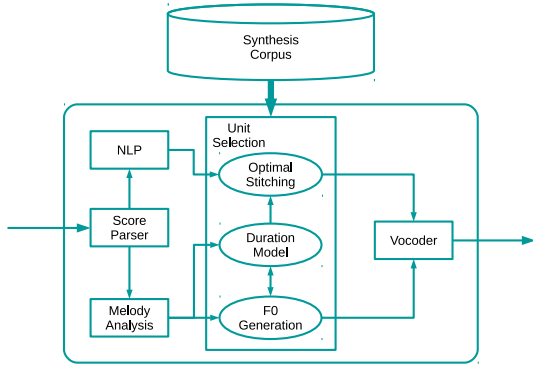 Synthesis
Corpus
Unit
Selection
NLP
Optimal
Stitching
Score
Parser
Duration
Model
Vocoder
Melody
Analysis
F0
Generation